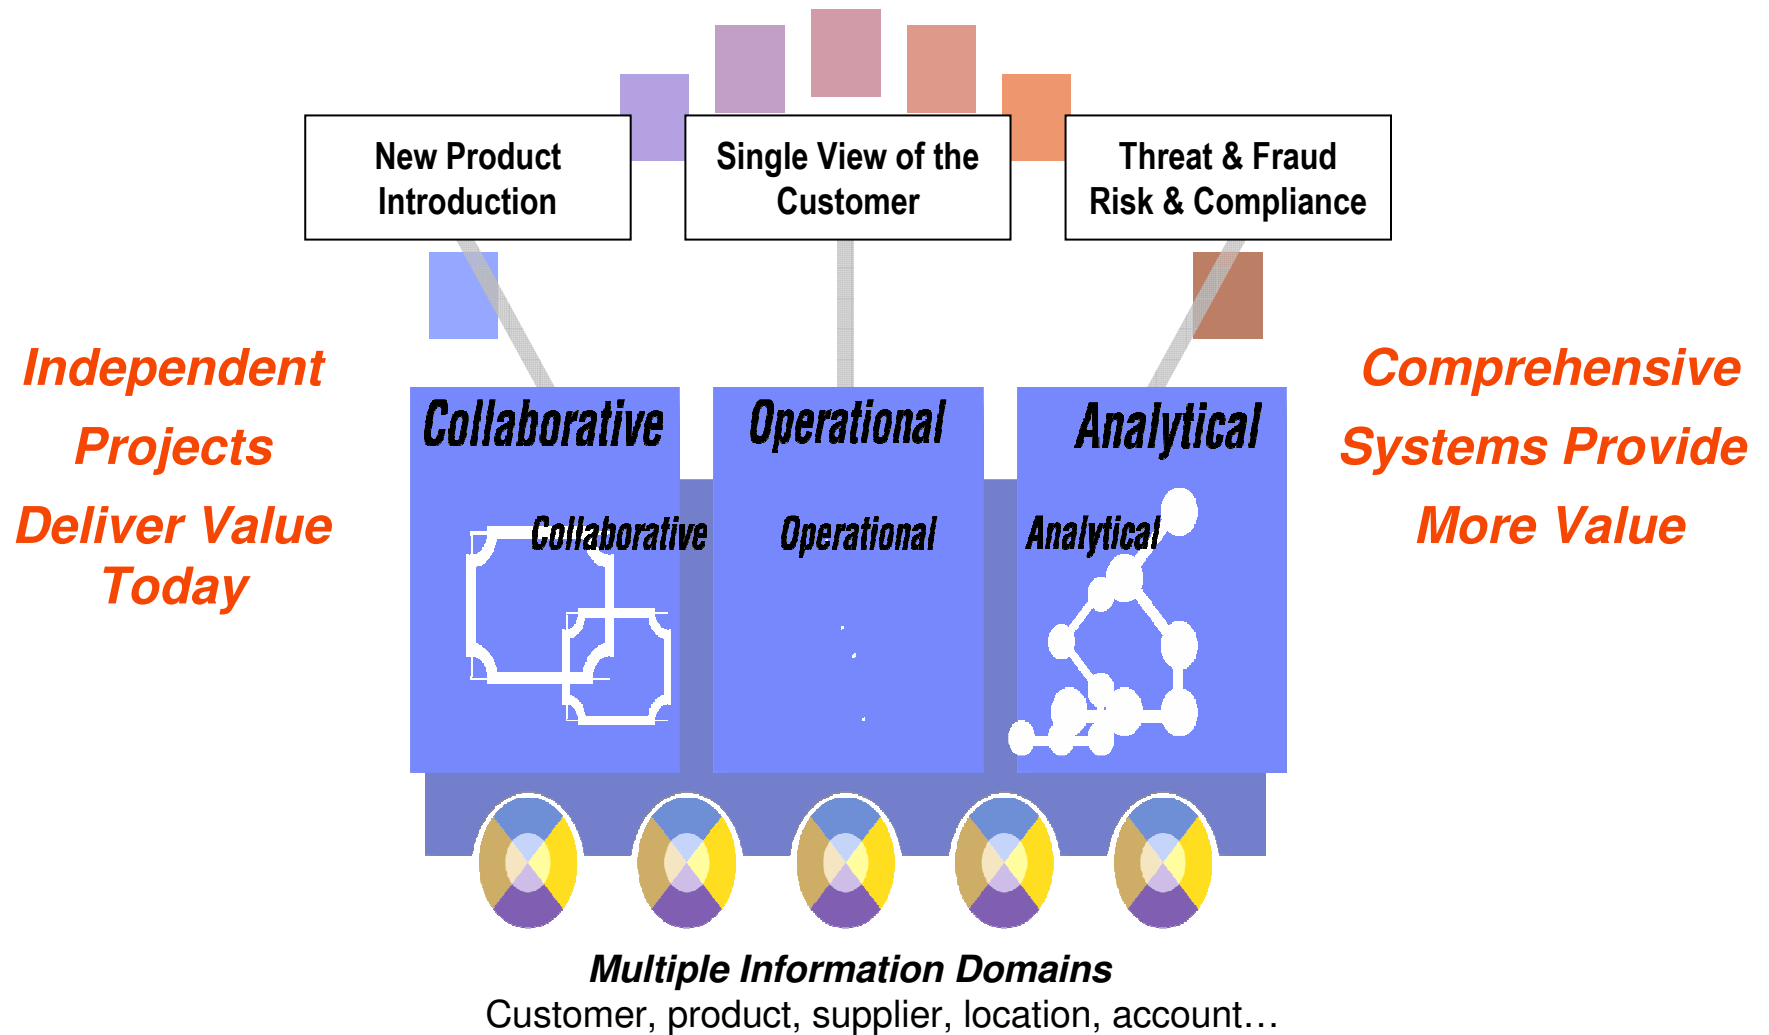 New Product
Introduction
Single View of the
Customer
Threat & Fraud
Risk & Compliance
Independent
Projects
Deliver Value
Today
Comprehensive
Systems Provide
More Value
Collaborative
Operational
Analytical
Collaborative
Operational
Analytical
Multiple Information Domains
Customer, product, supplier, location, account…